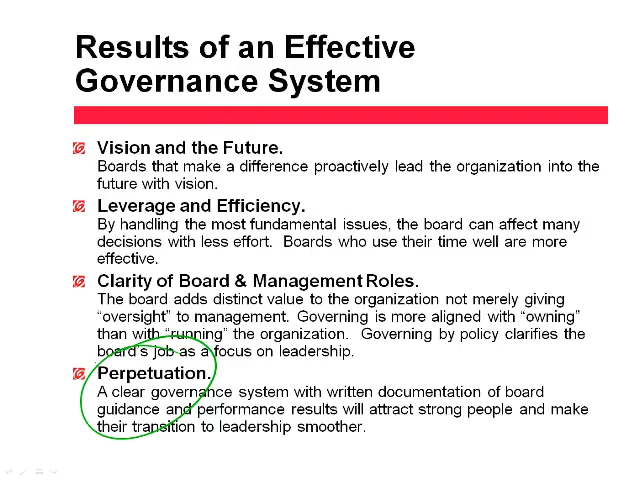 Results of an Effective
Governance System
Vision and the Future.
Boards that make a difference proactively lead the organization into the
future with vision.
Leverage and Efficiency.
By handling the most fundamental issues, the board can affect many
decisions with less effort.  Boards who use their time well are more
effective.
Clarity of Board & Management Roles.
The board adds distinct value to the organization not merely giving
“oversight” to management.  Governing is more aligned with “owning”
than with “running” the organization.  Governing by policy clarifies the
board’s job as a focus on leadership.
Perpetuation.
A clear governance system with written documentation of board
guidance and performance results will attract strong people and make
their transition to leadership smoother.